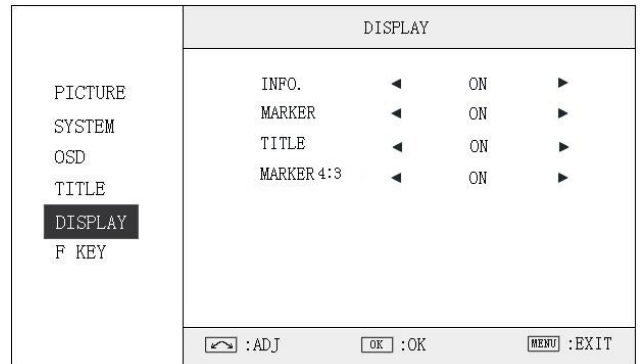 DISPLAY
PICTURE
SYSTEM
OSD
TITLE
DISPLAY
F KEY
INFO. ◄ ON ►
MARKER ◄ ON ►
TITLE ◄ ON ►
MARKER 4:3 ◄ ON ►
:ADJ OK :OK MENU :EXIT